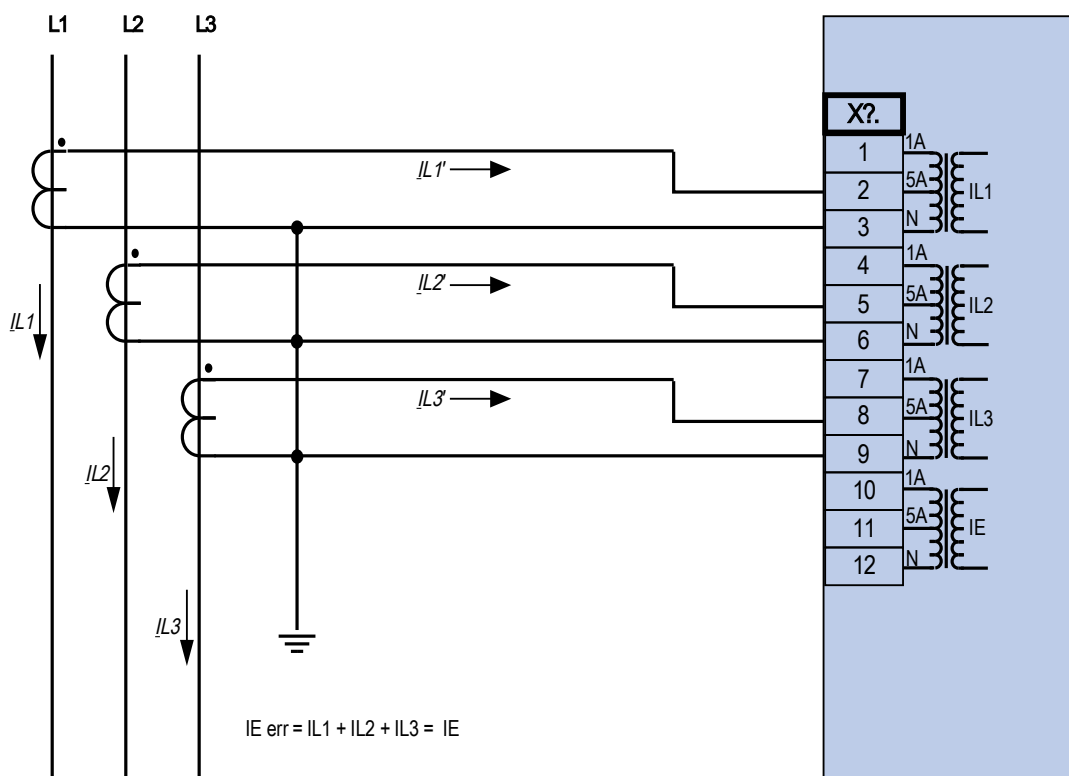 L1 L2 L3
X?.
1 1A
IL1'
2 5A IL1
3 N
4 1A
IL2'
5 5A IL2
IL1
6 N
7 1A
IL3'
8 5A IL3
9 N
IL2
10 1A
11 5A IE
12 N
IL3
IE err = IL1 + IL2 + IL3 = IE